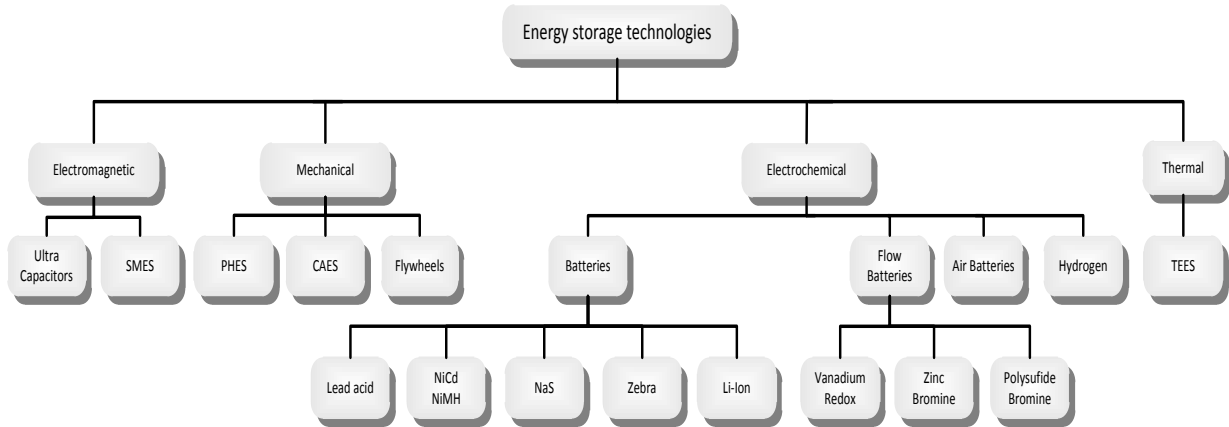 Energy storage technologies
Electromagnetic
Mechanical
Electrochemical
Thermal
Ultra
Capacitors
SMES
PHES
CAES
Flywheels
Batteries
Flow
Batteries
Air Batteries
Hydrogen
TEES
Lead acid
NiCd
NiMH
NaS
Zebra
Li-Ion
Vanadium
Redox
Zinc
Bromine
Polysufide
Bromine